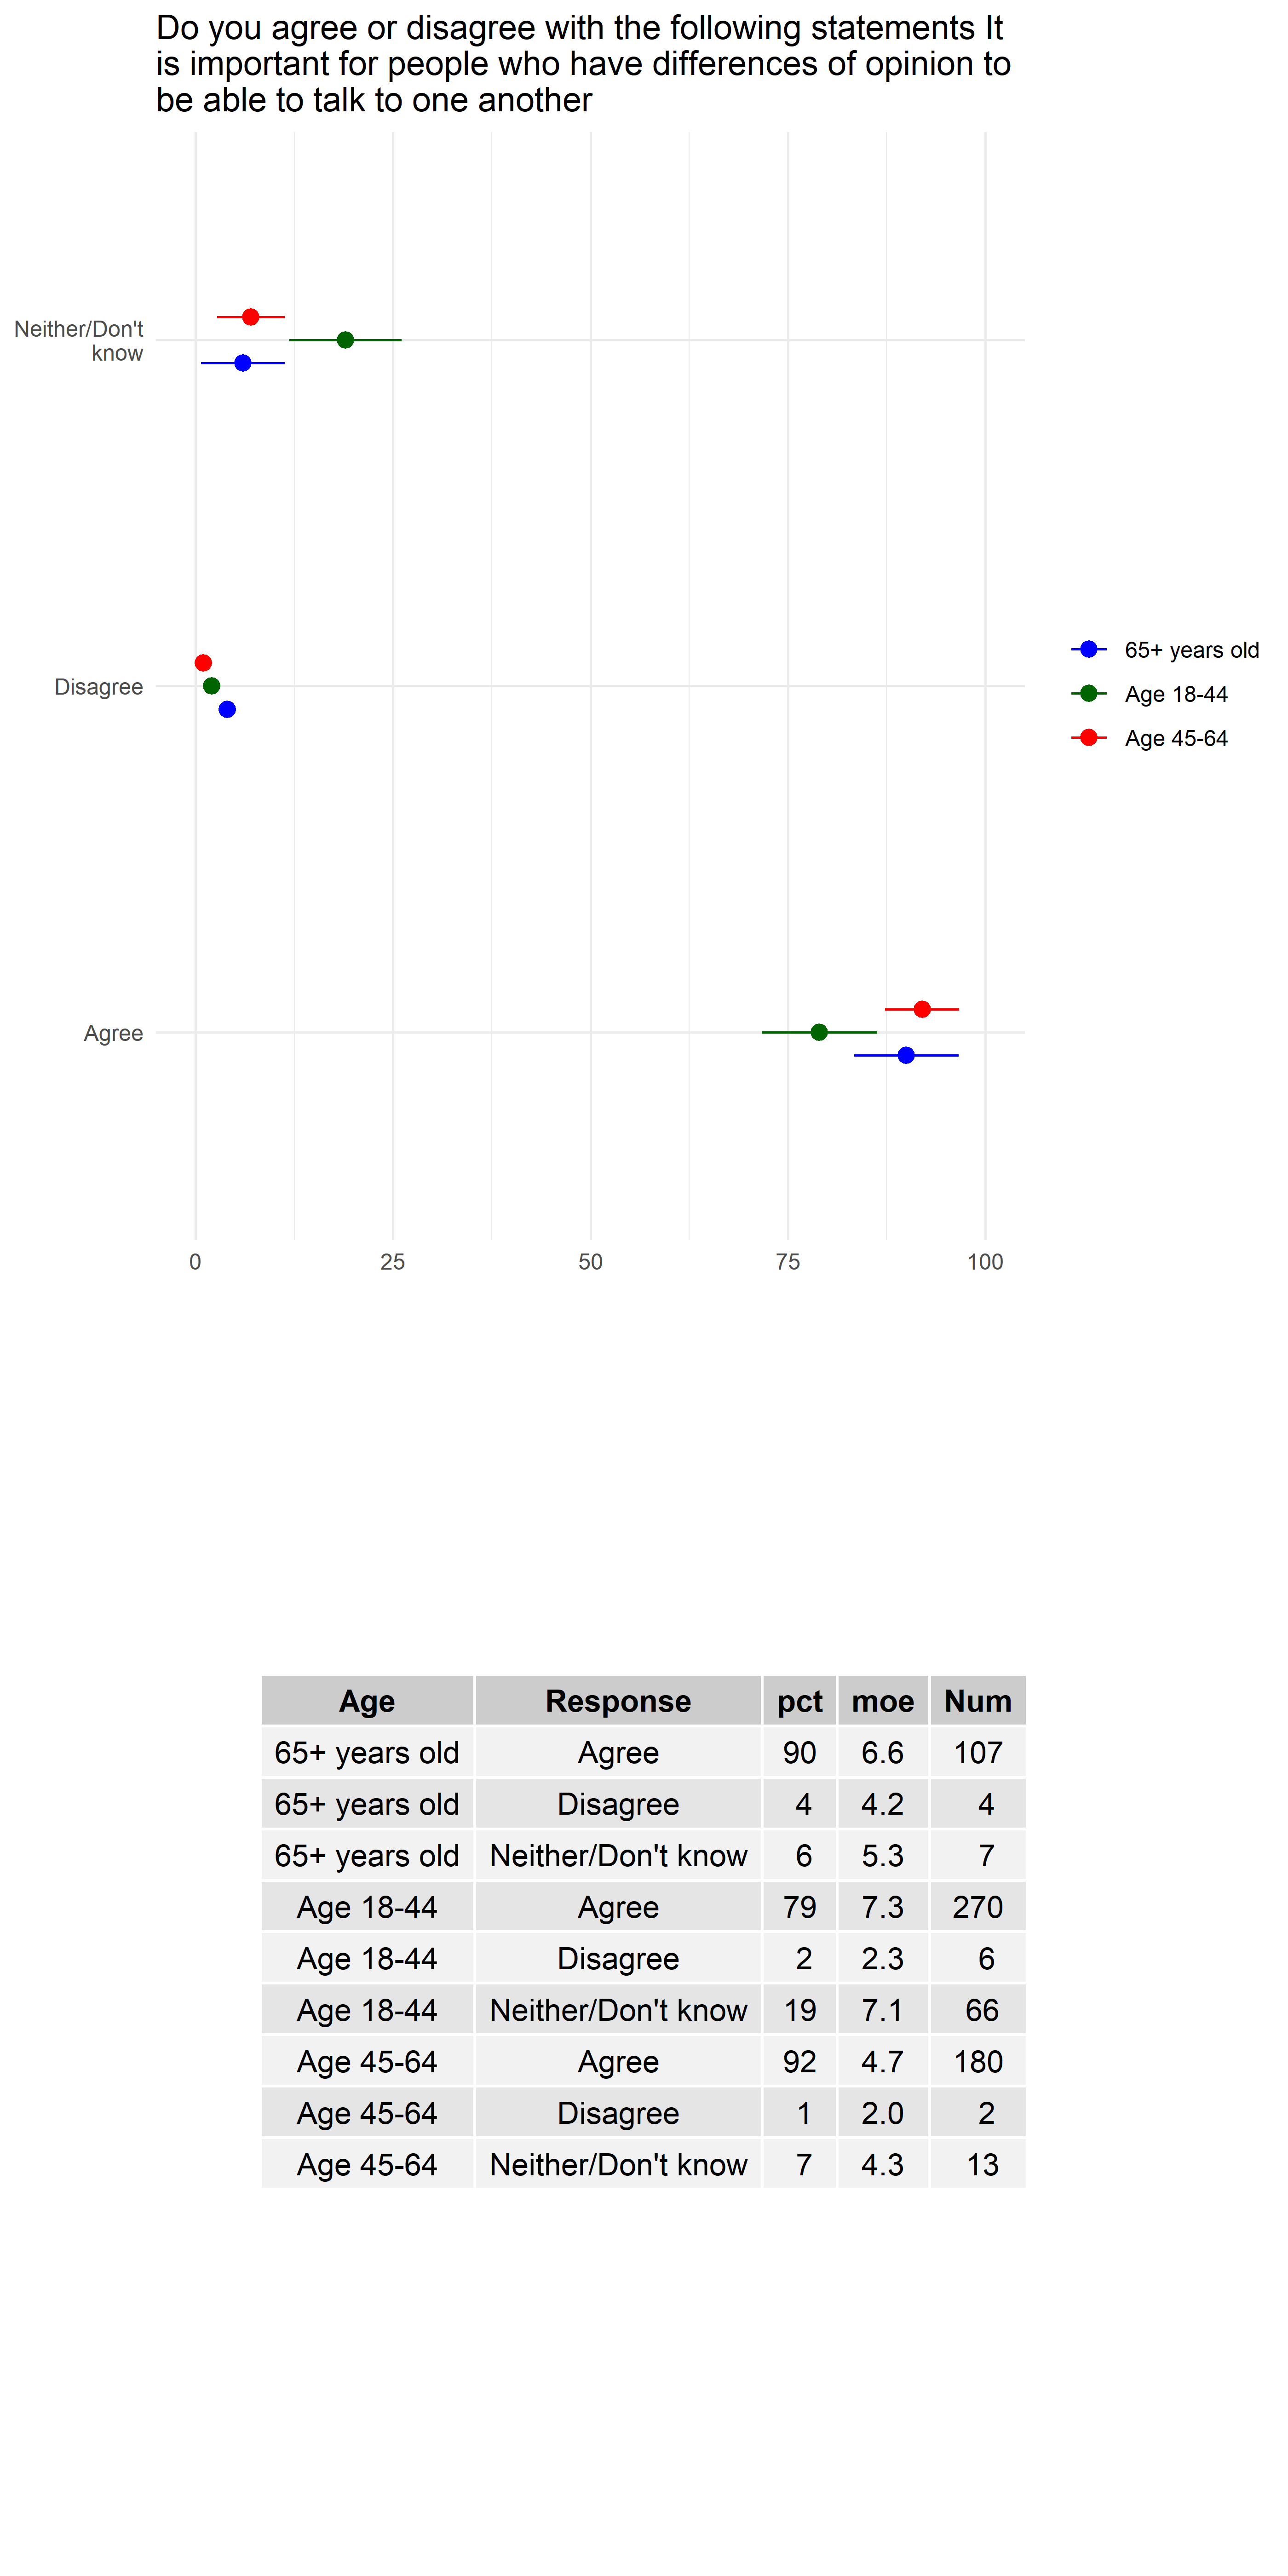 Do you agree or disagree with the following statements It
is important for people who have differences of opinion to
be able to talk to one another
Neither/Don't
know
Disagree
Agree
0 25 50 75 100
65+ years old
Age 18-44
Age 45-64
Age Response pct moe Num
65+ years old Agree 90 6.6 107
65+ years old Disagree 4 4.2 4
65+ years old Neither/Don't know 6 5.3 7
Age 18-44 Agree 79 7.3 270
Age 18-44 Disagree 2 2.3 6
Age 18-44 Neither/Don't know 19 7.1 66
Age 45-64 Agree 92 4.7 180
Age 45-64 Disagree 1 2.0 2
Age 45-64 Neither/Don't know 7 4.3 13